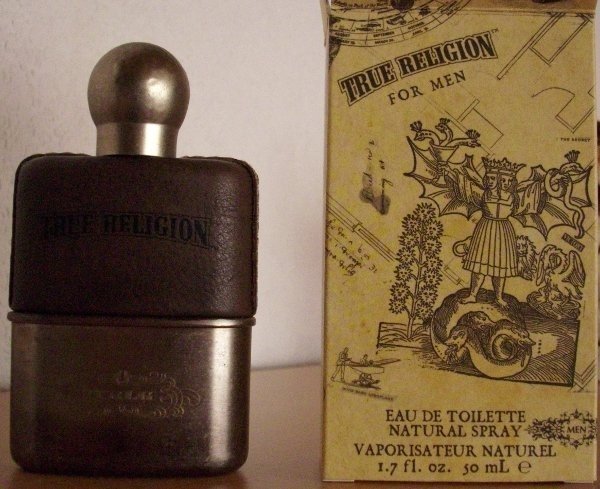 TRUE RELIGION
TRUE RELIGION™
FOR MEN
EAU DE TOILETTE
NATURAL SPRAY
MEN
VAPORISATEUR NATUREL
1.7 fl. oz. 50 mL e